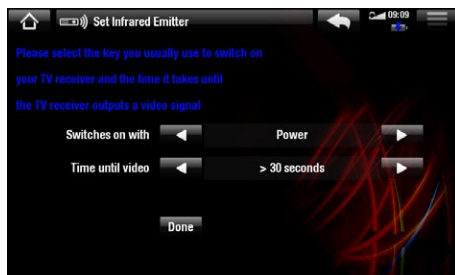 Set Infrared Emitter
09:09
Please select the key you usually use to switch on
your TV receiver and the time it takes until
the TV receiver outputs a video signal
Switches on with Power
Time until video > 30 seconds
Done